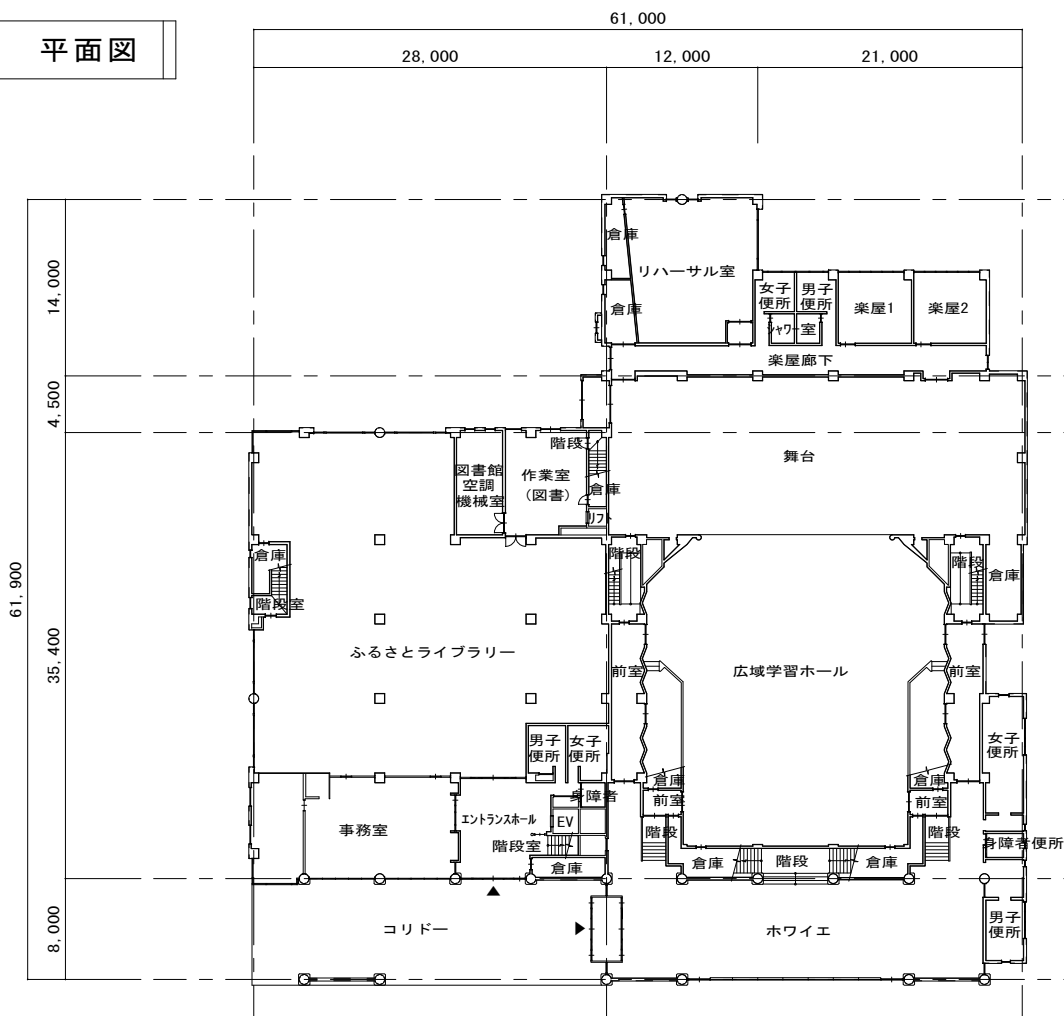 平面図
61,000
28,000
12,000
21,000
61,900
14,000
4,500
35,400
8,000
倉庫
リハーサル室
倉庫
女子
便所
男子
便所
シャワー室
楽屋1
楽屋2
楽屋廊下
舞台
図書館
空調
機械室
作業室
(図書)
階段
倉庫
リフト
倉庫
階段室
階段
階段
倉庫
ふるさとライブラリー
前室
広域学習ホール
前室
男子
便所
女子
便所
女子
便所
倉庫
倉庫
前室
前室
身障者
事務室
エントランスホール
EV
階段室
倉庫
階段
階段
身障者便所
倉庫
階段
倉庫
コリドー
ホワイエ
男子
便所